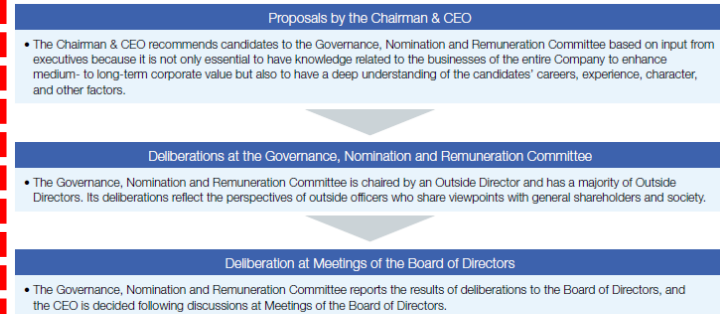 Proposals by the Chairman & CEO
• The Chairman & CEO recommends candidates to the Governance, Nomination and Remuneration Committee based on input from
executives because it is not only essential to have knowledge related to the businesses of the entire Company to enhance
medium- to long-term corporate value but also to have a deep understanding of the candidates' careers, experience, character,
and other factors.
Deliberations at the Governance, Nomination and Remuneration Committee
• The Governance, Nomination and Remuneration Committee is chaired by an Outside Director and has a majority of Outside
Directors. Its deliberations reflect the perspectives of outside officers who share viewpoints with general shareholders and society.
Deliberation at Meetings of the Board of Directors
• The Governance, Nomination and Remuneration Committee reports the results of deliberations to the Board of Directors, and
the CEO is decided following discussions at Meetings of the Board of Directors.